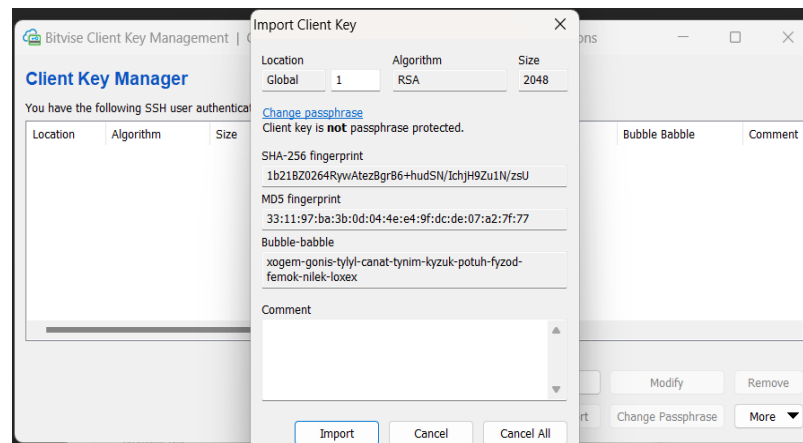 Bitvise Client Key Management |
Import Client Key
Client Key Manager
You have the following SSH user
Location Algorithm Size Bubble Babble Comment
Location Algorithm Size
Global 1 RSA 2048
Change passphrase
Client key is not passphrase protected.
SHA-256 fingerprint
1b21BZ0264RywAtezBgrB6+hudSN/IchjH9Zu1N/zsU
MD5 fingerprint
33:11:97:ba:3b:0d:04:4e:e4:9f:dc:de:07:a2:7f:77
Bubble-babble
xogem-gonis-tylyl-canat-tynim-kyzuk-potuh-fyzod-
femok-nilek-loxex
Comment
Modify Remove
Change Passphrase More
Import Cancel Cancel All